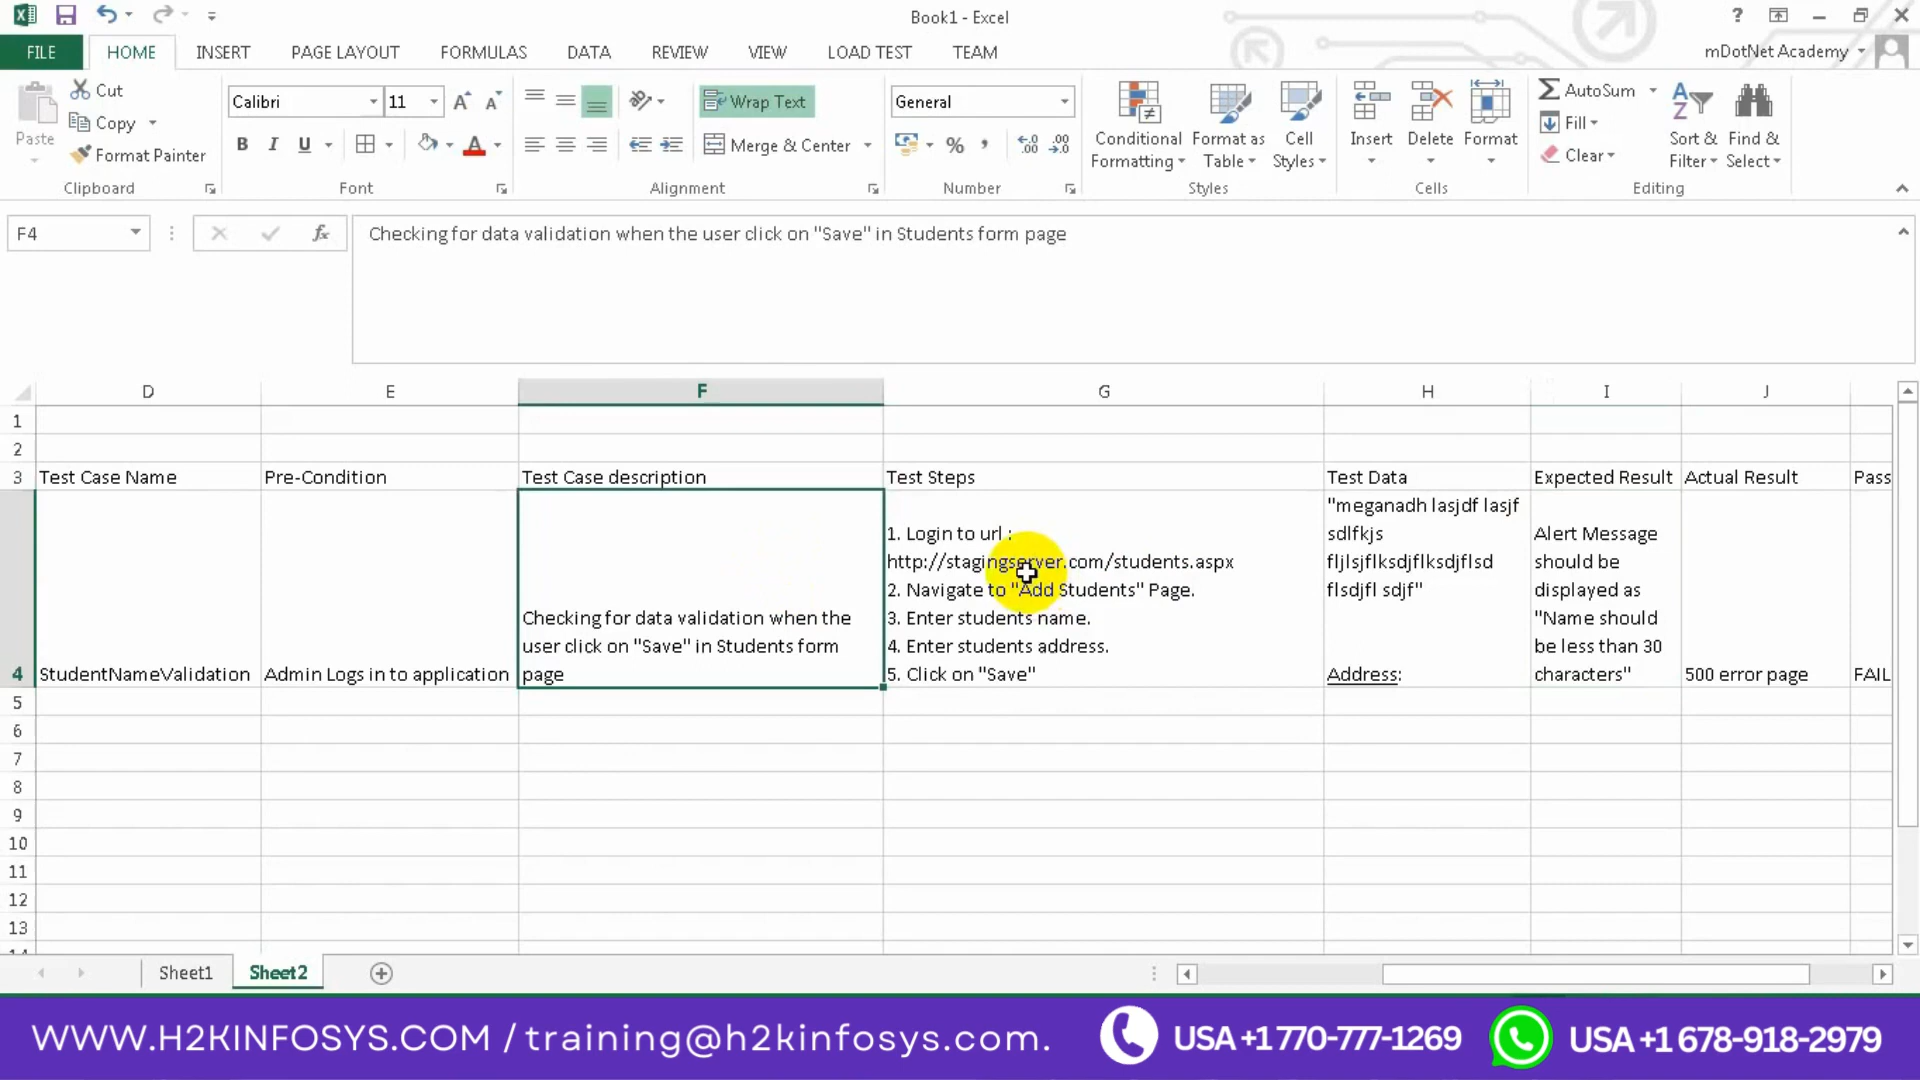 Book1 - Excel
?
FILE
HOME
INSERT
PAGE LAYOUT
FORMULAS
DATA
REVIEW
VIEW
LOAD TEST
TEAM
mDotNet Academy
Paste
Cut
Copy
Format Painter
Clipboard
Calibri
11
B I U
Font
Wrap Text
Merge & Center
Alignment
General
%
Number
Conditional
Formatting
Format as
Table
Cell
Styles
Styles
Insert
Delete
Format
Cells
AutoSum
Fill
Clear
Sort &
Filter
Find &
Select
Editing
F4
fx
Checking for data validation when the user click on "Save" in Students form page
D
E
F
G
H
I
J
1
2
3
Test Case Name
Pre-Condition
Test Case description
Test Steps
Test Data
Expected Result
Actual Result
Pass
4
StudentNameValidation
Admin Logs in to application
Checking for data validation when the
user click on "Save" in Students form
page
1. Login to url :
http://stagingserver.com/students.aspx
2. Navigate to "Add Students" Page.
3. Enter students name.
4. Enter students address.
5. Click on "Save"
"meganadh lasjdf lasjf
sdlfkjs
fljlsjflksdjflksdjflsd
flsdjfl sdjf"
Address:
Alert Message
should be
displayed as
"Name should
be less than 30
characters"
500 error page
FAIL
5
6
7
8
9
10
11
12
13
14
Sheet1
Sheet2
WWW.H2KINFOSYS.COM / training@h2kinfosys.com.
USA +1 770-777-1269
USA +1 678-918-2979